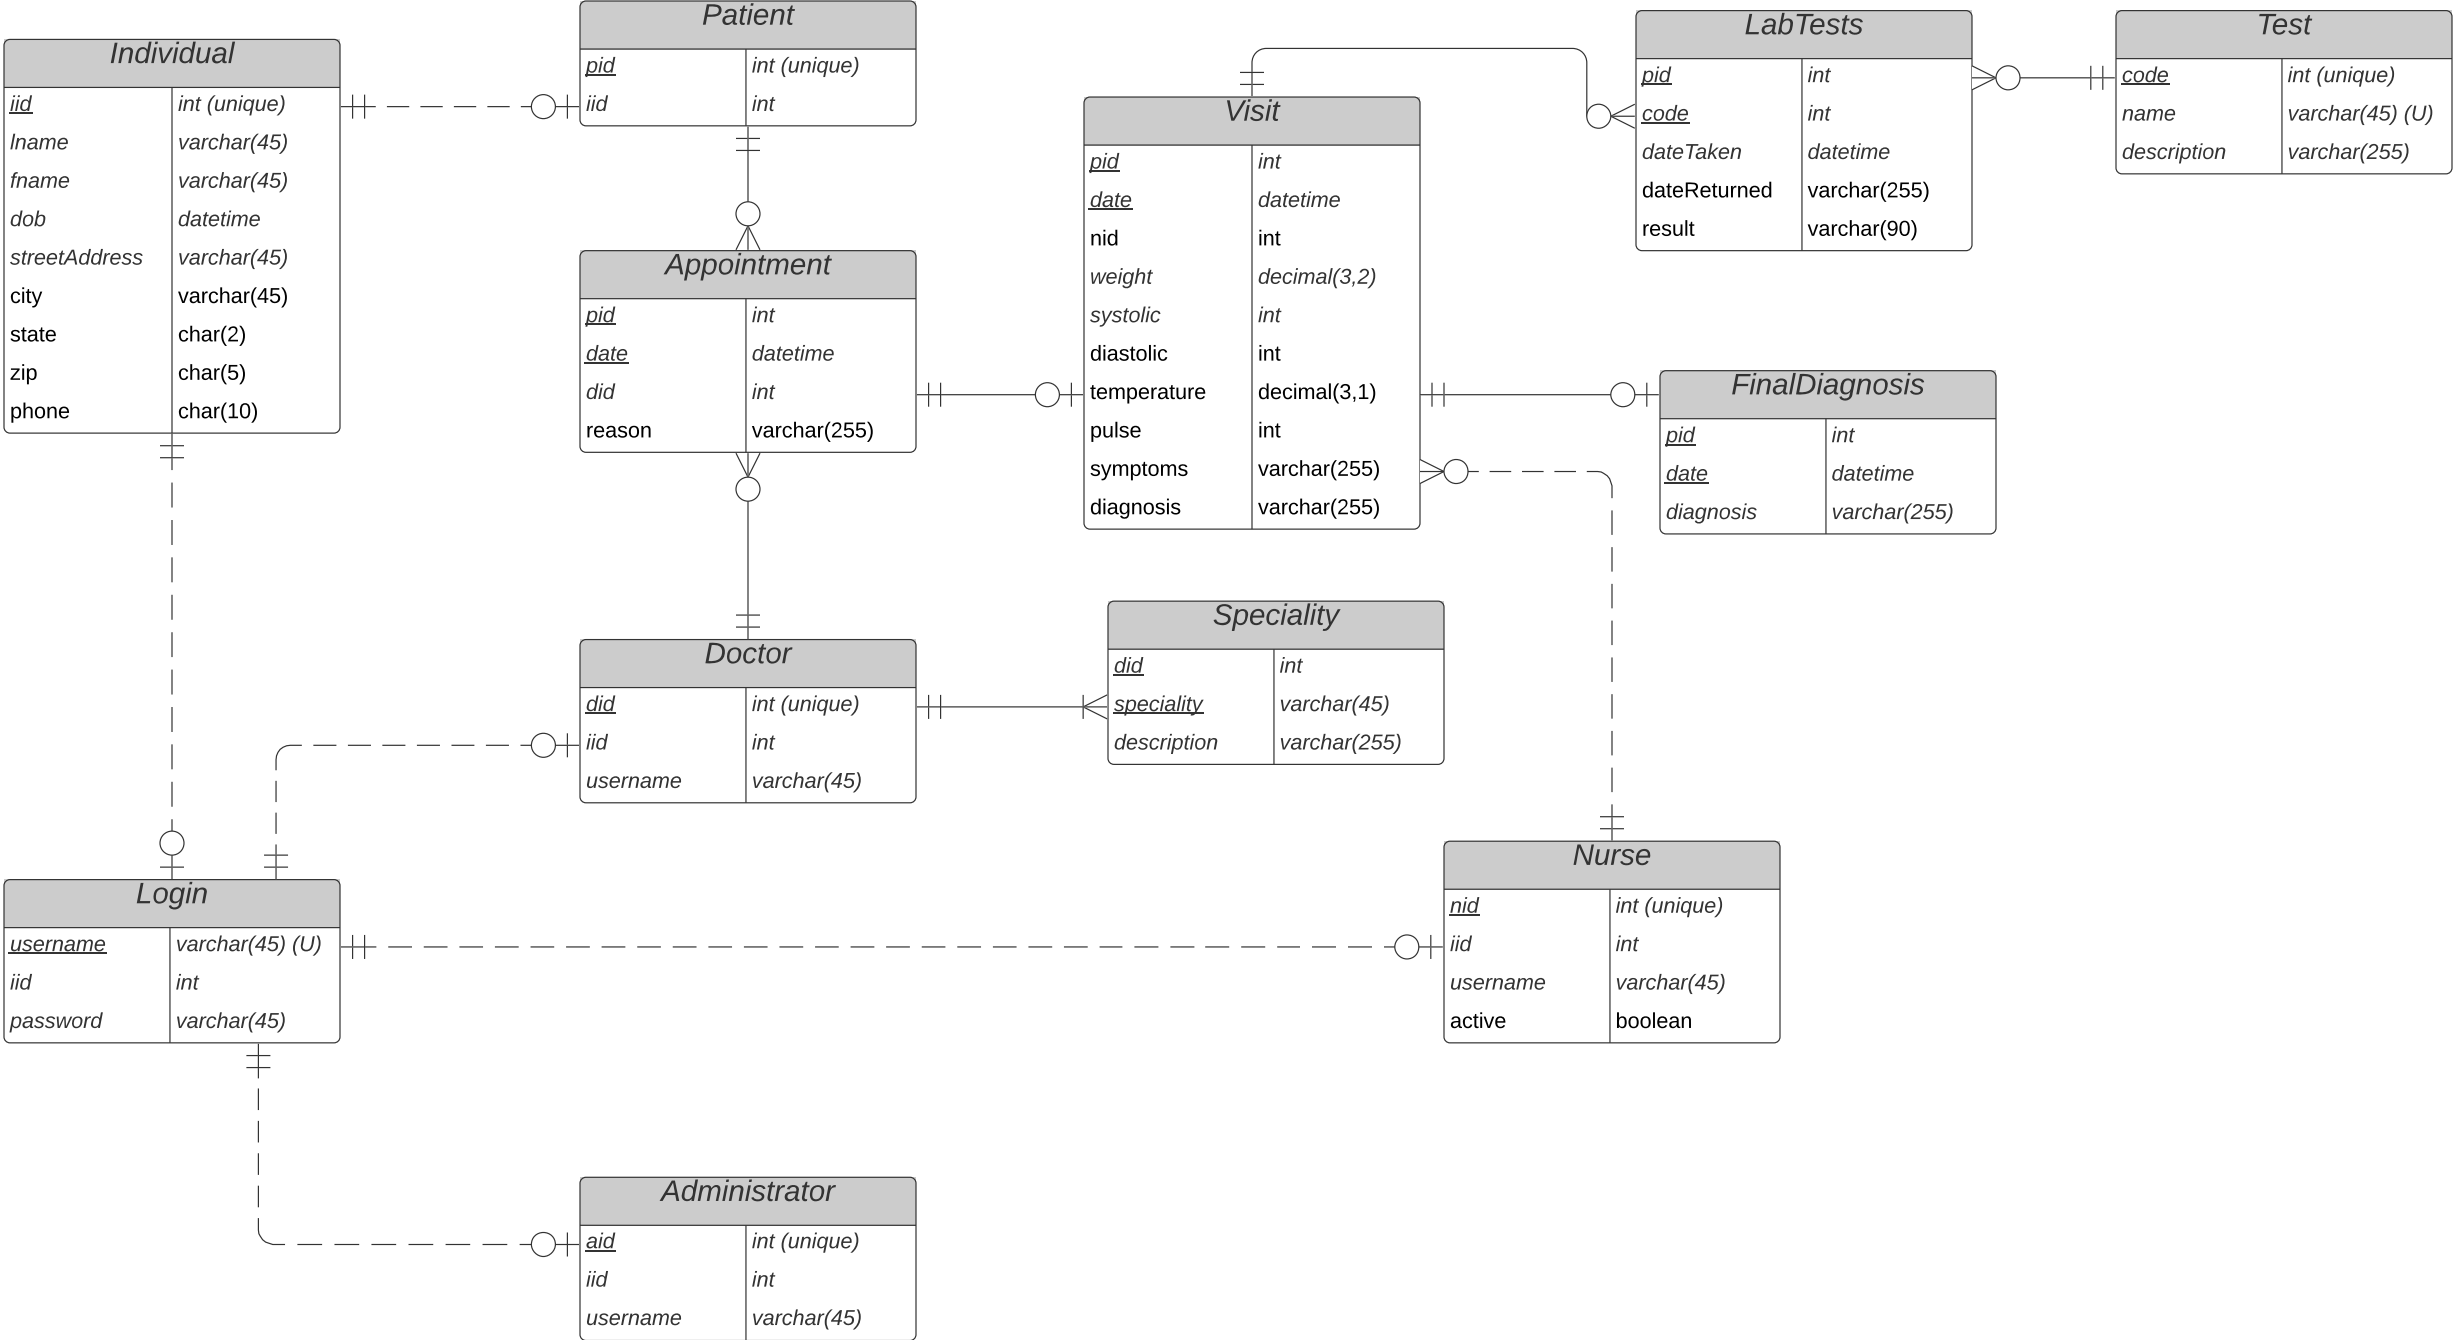 Individual
iid int (unique)
lname varchar(45)
fname varchar(45)
dob datetime
streetAddress varchar(45)
city varchar(45)
state char(2)
zip char(5)
phone char(10)
Patient
pid int (unique)
iid int
Appointment
pid int
date datetime
did int
reason varchar(255)
Visit
pid int
date datetime
nid int
weight decimal(3,2)
systolic int
diastolic int
temperature decimal(3,1)
pulse int
symptoms varchar(255)
diagnosis varchar(255)
LabTests
pid int
code int
dateTaken datetime
dateReturned varchar(255)
result varchar(90)
Test
code int (unique)
name varchar(45) (U)
description varchar(255)
FinalDiagnosis
pid int
date datetime
diagnosis varchar(255)
Doctor
did int (unique)
iid int
username varchar(45)
Speciality
did int
speciality varchar(45)
description varchar(255)
Login
username varchar(45) (U)
iid int
password varchar(45)
Nurse
nid int (unique)
iid int
username varchar(45)
active boolean
Administrator
aid int (unique)
iid int
username varchar(45)